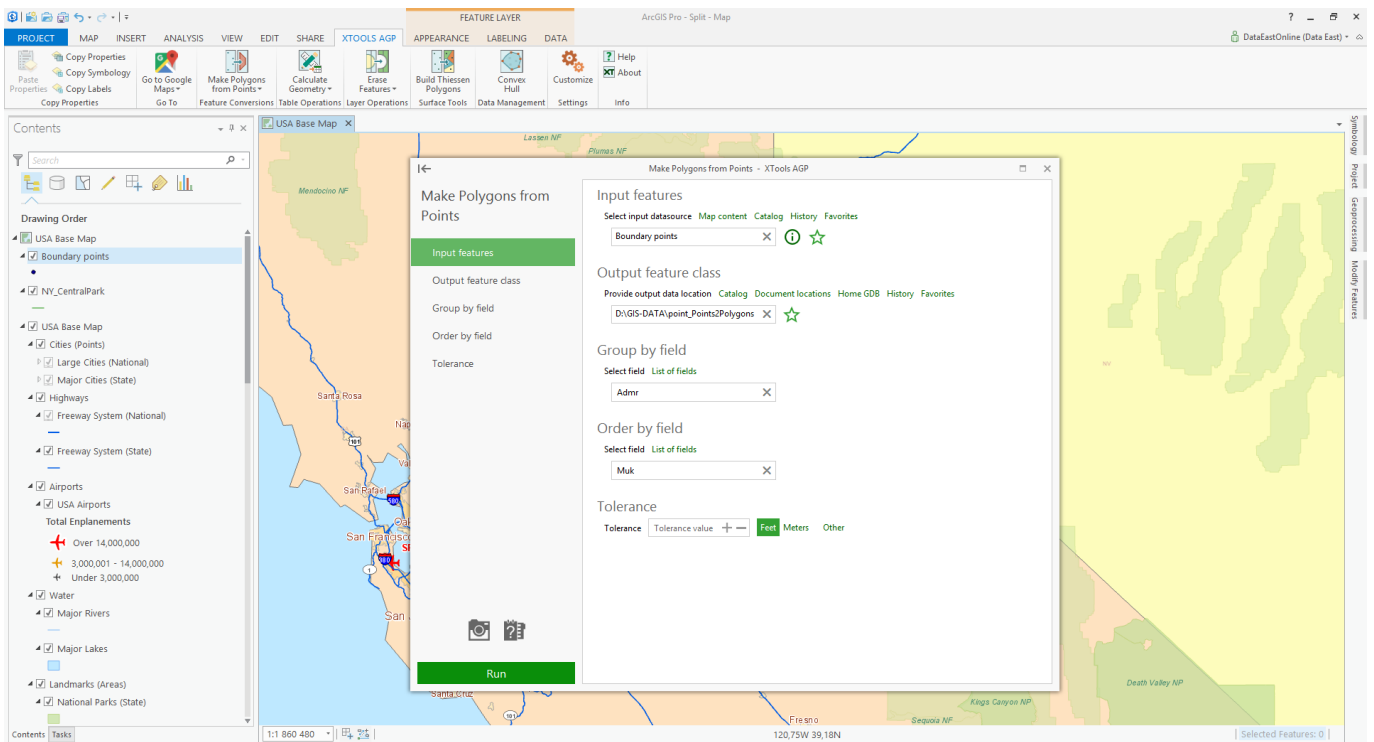 FEATURE LAYER
ArcGIS Pro - Split - Map
PROJECT MAP INSERT ANALYSIS VIEW EDIT SHARE XTOOLS AGP APPEARANCE LABELING DATA
DataEastOnline (Data East)
Paste Properties
Copy Properties
Copy Symbology
Copy Labels
Go to Google Maps
Make Polygons from Points
Calculate Geometry
Erase Features
Build Thiessen Polygons
Convex Hull
Customize
Help
About
Copy Properties Go To Feature Conversions Table Operations Layer Operations Surface Tools Data Management Settings Info
Contents
Search
Drawing Order
USA Base Map
Boundary points
NY_CentralPark
USA Base Map
Cities (Points)
Large Cities (National)
Major Cities (State)
Highways
Freeway System (National)
Freeway System (State)
Airports
USA Airports
Total Enplanements
Over 14,000,000
3,000,001 - 14,000,000
Under 3,000,000
Water
Major Rivers
Major Lakes
Landmarks (Areas)
National Parks (State)
Contents Tasks
USA Base Map
Lassen NF
Plumas NF
Mendocino NF
Santa Rosa
Nap
101
Va
San Rafael
580
Oak
San Francisco
SF
380
1
San
Santa Cruz
101
Fresno
Kings Canyon NP
Sequoia NF
Death Valley NP
Make Polygons from Points - XTools AGP
Make Polygons from
Points
Input features
Output feature class
Group by field
Order by field
Tolerance
Run
Input features
Select input datasource Map content Catalog History Favorites
Boundary points
Output feature class
Provide output data location Catalog Document locations Home GDB History Favorites
D:\GIS-DATA\point_Points2Polygons
Group by field
Select field List of fields
Admr
Order by field
Select field List of fields
Muk
Tolerance
Tolerance Tolerance value Feet Meters Other
1:1 860 480
120,75W 39,18N
Selected Features: 0
Symbology
Project
Geoprocessing
Modify Features